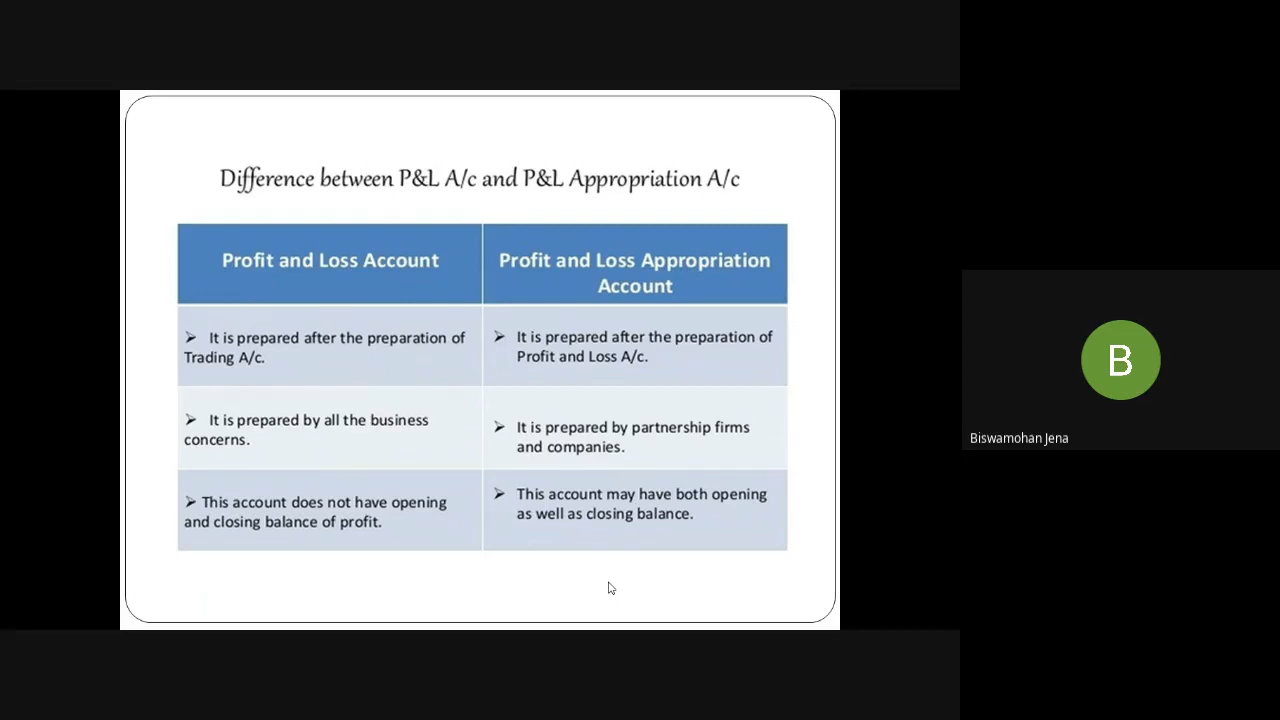 Difference between P&L A/c and P&L Appropriation A/c
Profit and Loss Account
Profit and Loss Appropriation
Account
➢ It is prepared after the preparation of
Trading A/c.
➢ It is prepared after the preparation of
Profit and Loss A/c.
➢ It is prepared by all the business
concerns.
➢ It is prepared by partnership firms
and companies.
➢ This account does not have opening
and closing balance of profit.
➢ This account may have both opening
as well as closing balance.
B
Biswamohan Jena